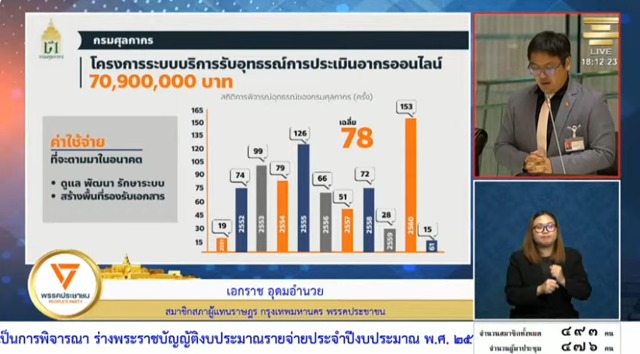 กรมศุลกากร
โครงการระบบบริการรับอุทธรณ์การประเมินอากรออนไลน์
70,900,000 บาท
สถิติการพิจารณ์อุทธรณ์ของกรมศุลกากร (ครั้ง)
ค่าใช้จ่าย
ที่จะตามมาในอนาคต
• ดูแล พัฒนา รักษาระบบ
• สร้างพื้นที่รองรับเอกสาร
เฉลี่ย
78
165
150
135
120
105
90
75
60
45
30
15
19
74
99
79
126
66
51
72
28
153
15
2551
2552
2553
2554
2555
2556
2557
2558
2559
2560
61
LIVE
18:12:23
พรรคประชาชน
PEOPLE'S PARTY
เอกราช อุดมอำนวย
สมาชิกสภาผู้แทนราษฎร กรุงเทพมหานคร พรรคประชาชน
เป็นการพิจารณา ร่างพระราชบัญญัติงบประมาณรายจ่ายประจำปีงบประมาณ พ.ศ. ๒๕
จำนวนสมาชิกทั้งหมด ๔๙๓ คน
จำนวนผู้มาประชุม ๔๗๖ คน